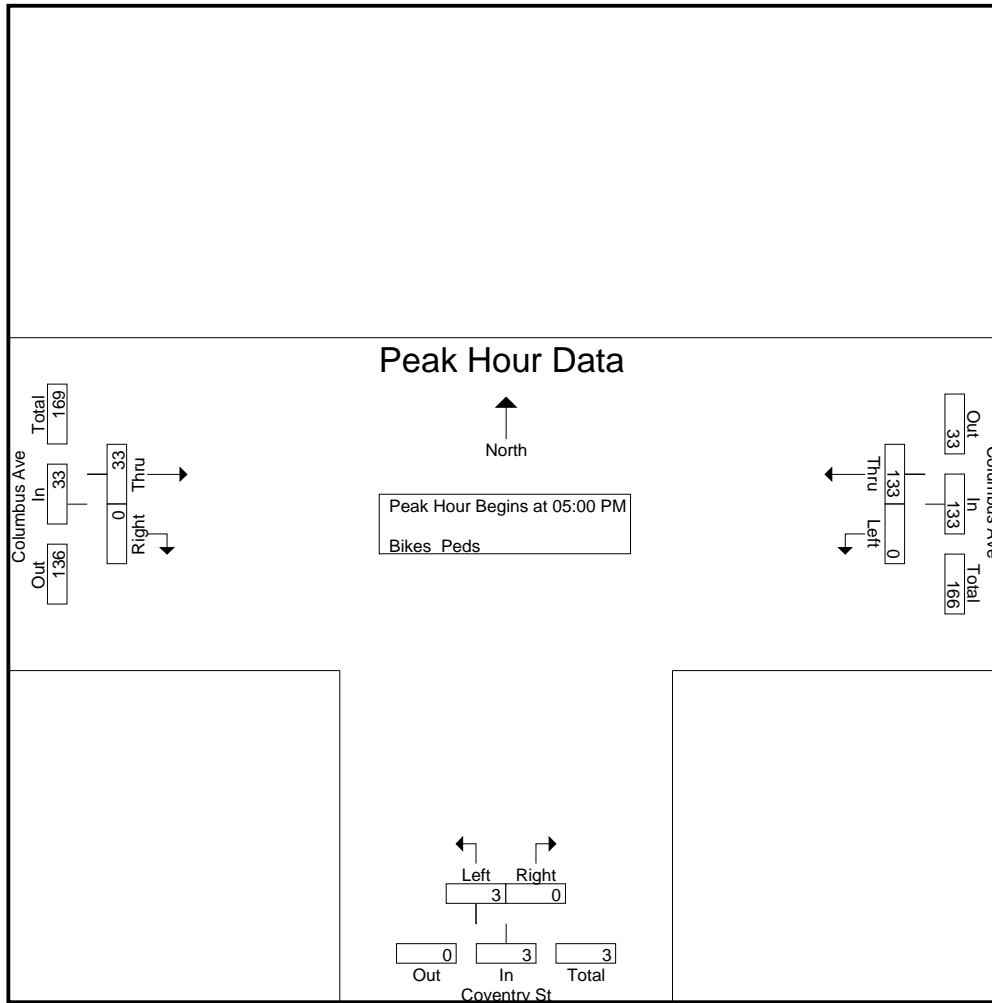 Peak Hour Data
North
Peak Hour Begins at 05:00 PM
Bikes Peds
Columbus Ave
Out In Total
136 33 169
Right Thru
0 33
Columbus Ave
Out In Total
33 133 166
Thru Left
133 0
Left Right
3 0
0 3 3
Out In Total
Coventry St